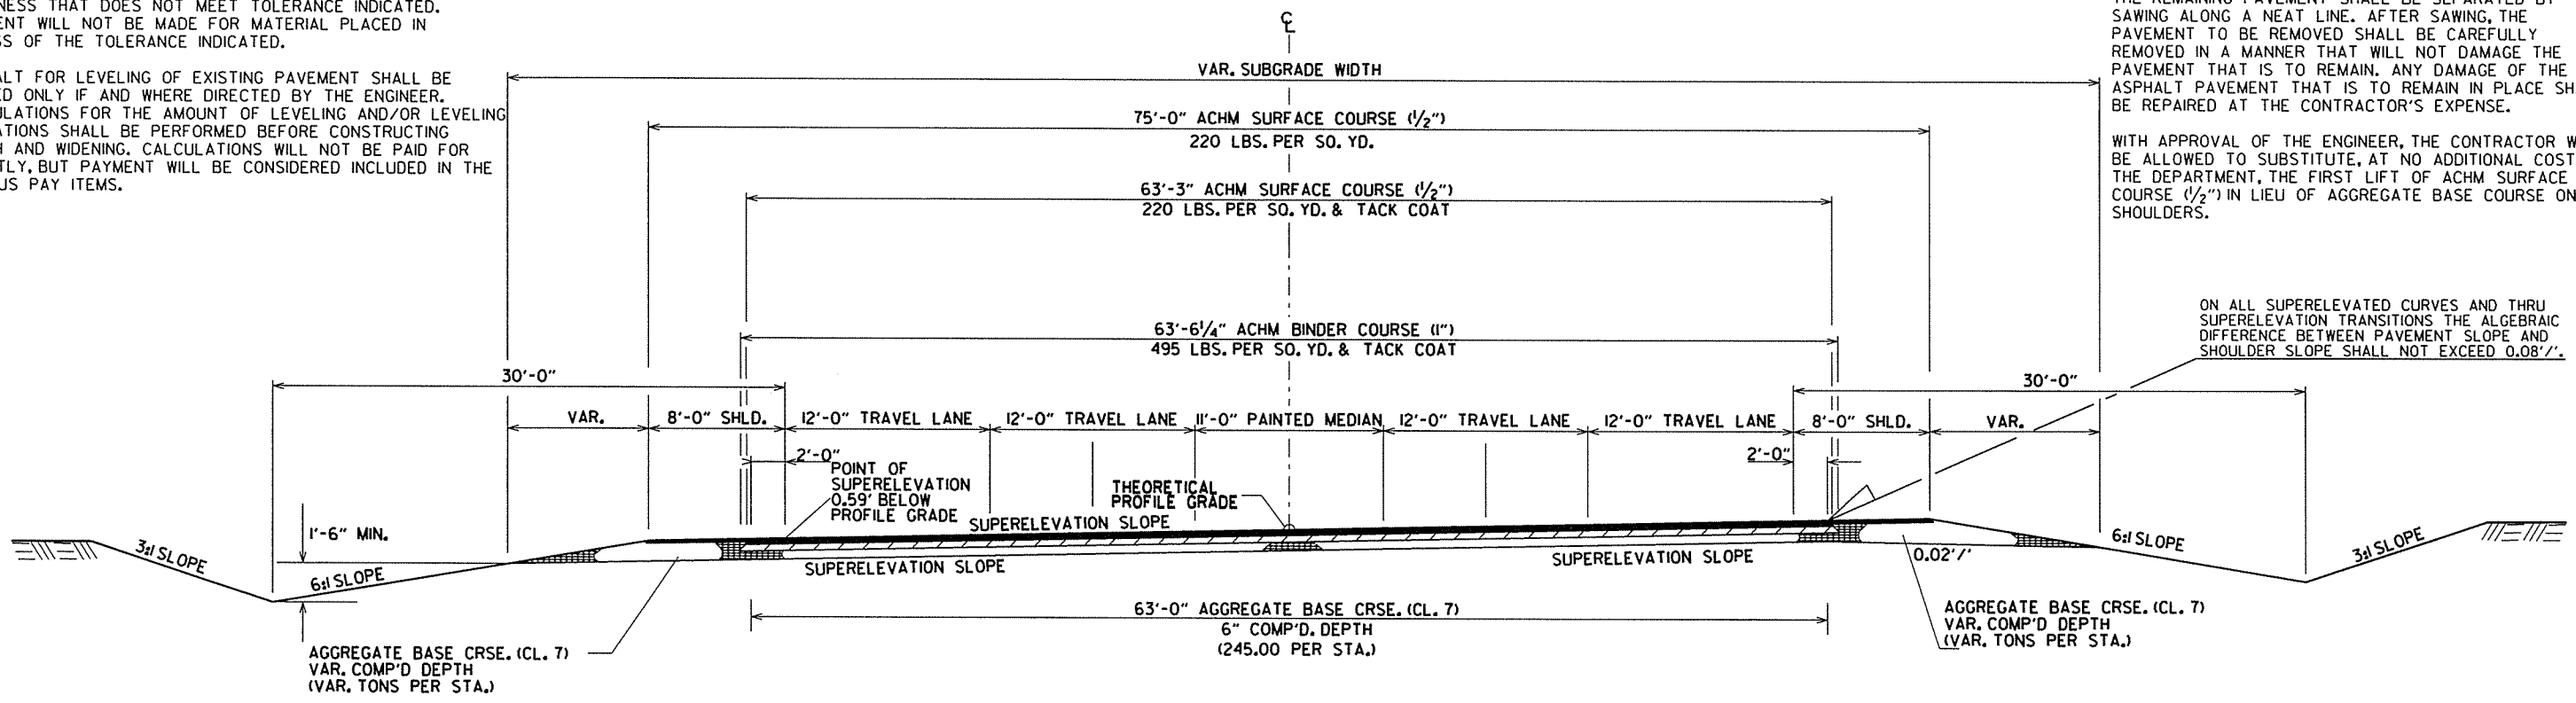 NESS THAT DOES NOT MEET TOLERANCE INDICATED.
ENT WILL NOT BE MADE FOR MATERIAL PLACED IN
SS OF THE TOLERANCE INDICATED.
ALT FOR LEVELING OF EXISTING PAVEMENT SHALL BE
ED ONLY IF AND WHERE DIRECTED BY THE ENGINEER.
ULATIONS FOR THE AMOUNT OF LEVELING AND/OR LEVELING
ATIONS SHALL BE PERFORMED BEFORE CONSTRUCTING
H AND WIDENING. CALCULATIONS WILL NOT BE PAID FOR
TLY, BUT PAYMENT WILL BE CONSIDERED INCLUDED IN THE
US PAY ITEMS.
THE REMAINING PAVEMENT SHALL BE SEPARATED BY
SAWING ALONG A NEAT LINE. AFTER SAWING, THE
PAVEMENT TO BE REMOVED SHALL BE CAREFULLY
REMOVED IN A MANNER THAT WILL NOT DAMAGE THE
PAVEMENT THAT IS TO REMAIN. ANY DAMAGE OF THE
ASPHALT PAVEMENT THAT IS TO REMAIN IN PLACE SH
BE REPAIRED AT THE CONTRACTOR'S EXPENSE.
WITH APPROVAL OF THE ENGINEER, THE CONTRACTOR W
BE ALLOWED TO SUBSTITUTE, AT NO ADDITIONAL COST
THE DEPARTMENT, THE FIRST LIFT OF ACHM SURFACE
COURSE (1/2") IN LIEU OF AGGREGATE BASE COURSE ON
SHOULDERS.
℄
VAR. SUBGRADE WIDTH
75'-0" ACHM SURFACE COURSE (1/2")
220 LBS. PER SQ. YD.
63'-3" ACHM SURFACE COURSE (1/2")
220 LBS. PER SQ. YD. & TACK COAT
63'-6 1/4" ACHM BINDER COURSE (1")
495 LBS. PER SQ. YD. & TACK COAT
ON ALL SUPERELEVATED CURVES AND THRU
SUPERELEVATION TRANSITIONS THE ALGEBRAIC
DIFFERENCE BETWEEN PAVEMENT SLOPE AND
SHOULDER SLOPE SHALL NOT EXCEED 0.08'/'.
30'-0"
30'-0"
VAR.
8'-0" SHLD.
12'-0" TRAVEL LANE
12'-0" TRAVEL LANE
11'-0" PAINTED MEDIAN
12'-0" TRAVEL LANE
12'-0" TRAVEL LANE
8'-0" SHLD.
VAR.
2'-0"
2'-0"
POINT OF
SUPERELEVATION
0.59' BELOW
PROFILE GRADE
THEORETICAL
PROFILE GRADE
SUPERELEVATION SLOPE
1'-6" MIN.
3:1 SLOPE
6:1 SLOPE
SUPERELEVATION SLOPE
SUPERELEVATION SLOPE
0.02'/'
6:1 SLOPE
3:1 SLOPE
63'-0" AGGREGATE BASE CRSE. (CL. 7)
6" COMP'D. DEPTH
(245.00 PER STA.)
AGGREGATE BASE CRSE. (CL. 7)
VAR. COMP'D DEPTH
(VAR. TONS PER STA.)
AGGREGATE BASE CRSE. (CL. 7)
VAR. COMP'D DEPTH
(VAR. TONS PER STA.)